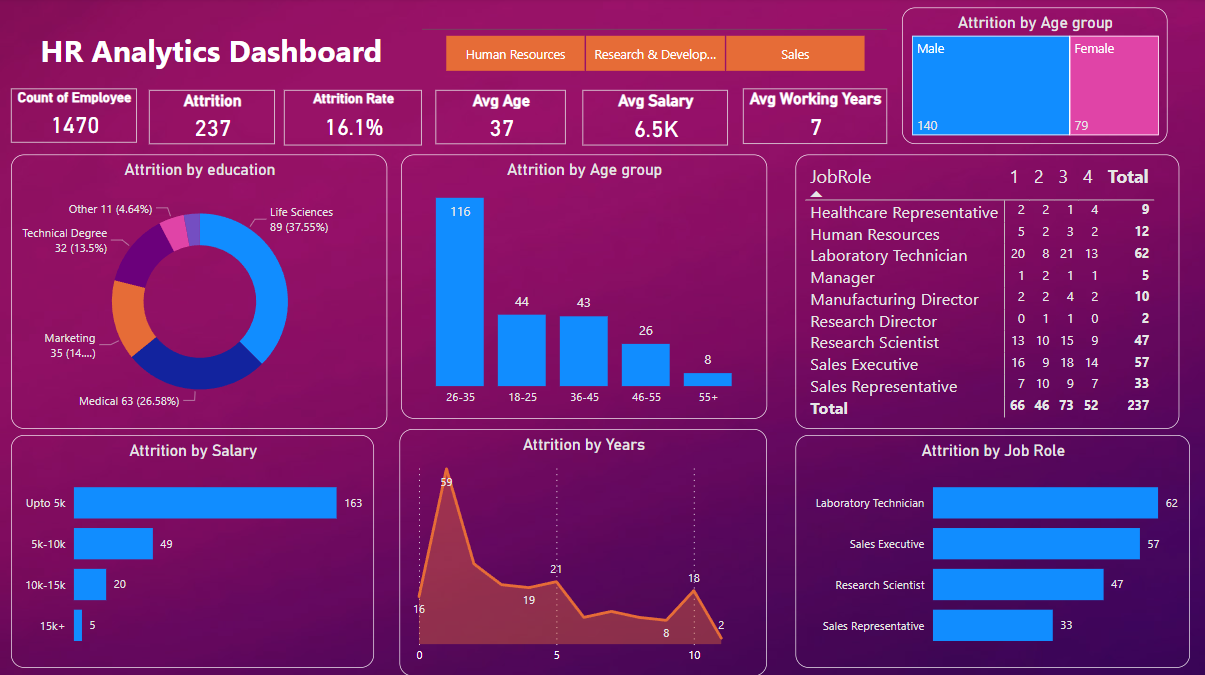 HR Analytics Dashboard
Human Resources
Research & Develop...
Sales
Attrition by Age group
Male
Female
140
79
Count of Employee
1470
Attrition
237
Attrition Rate
16.1%
Avg Age
37
Avg Salary
6.5K
Avg Working Years
7
Attrition by education
Other 11 (4.64%)
Life Sciences
89 (37.55%)
Technical Degree
32 (13.5%)
Marketing
35 (14....)
Medical 63 (26.58%)
Attrition by Age group
116
44
43
26
8
26-35 18-25 36-45 46-55 55+
JobRole 1 2 3 4 Total
Healthcare Representative 2 2 1 4 9
Human Resources 5 2 3 2 12
Laboratory Technician 20 8 21 13 62
Manager 1 2 1 1 5
Manufacturing Director 2 2 4 2 10
Research Director 0 1 1 0 2
Research Scientist 13 10 15 9 47
Sales Executive 16 9 18 14 57
Sales Representative 7 10 9 7 33
Total 66 46 73 52 237
Attrition by Salary
Upto 5k 163
5k-10k 49
10k-15k 20
15k+ 5
Attrition by Years
59
16
19
21
8
18
2
0 5 10
Attrition by Job Role
Laboratory Technician 62
Sales Executive 57
Research Scientist 47
Sales Representative 33